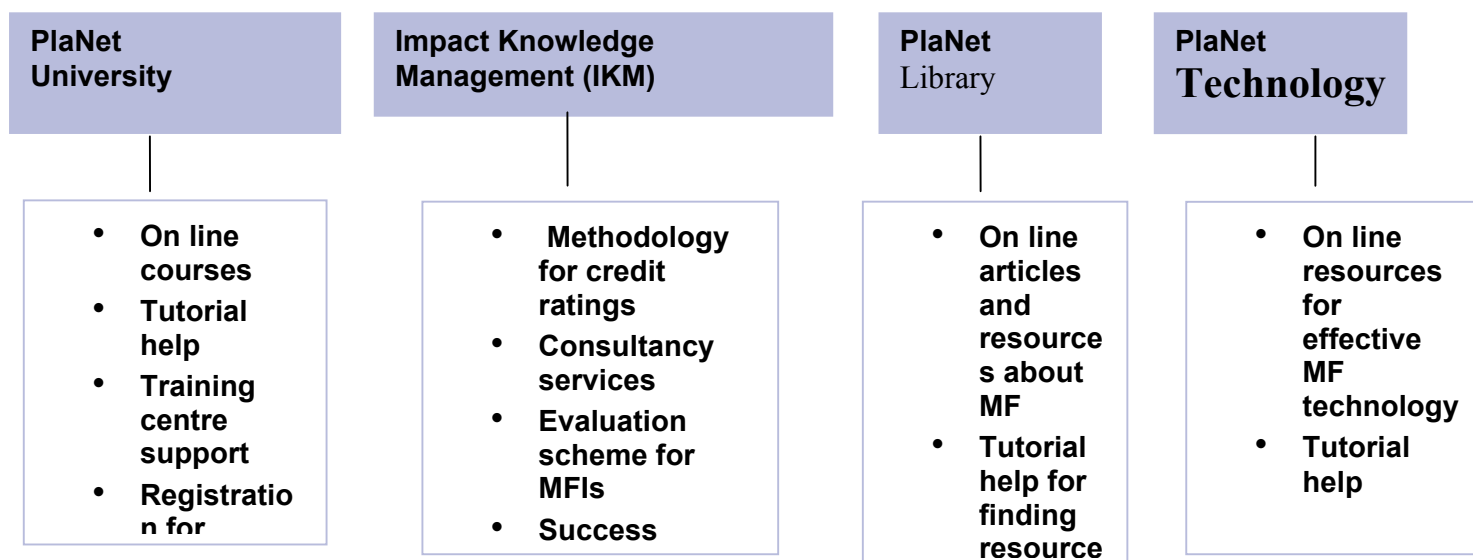 PlaNet
University
Impact Knowledge
Management (IKM)
PlaNet
Library
PlaNet
Technology
• On line
courses
• Tutorial
help
• Training
centre
support
• Registratio
n for
• Methodology
for credit
ratings
• Consultancy
services
• Evaluation
scheme for
MFIs
• Success
• On line
articles
and
resource
s about
MF
• Tutorial
help for
finding
resource
• On line
resources
for
effective
MF
technology
• Tutorial
help